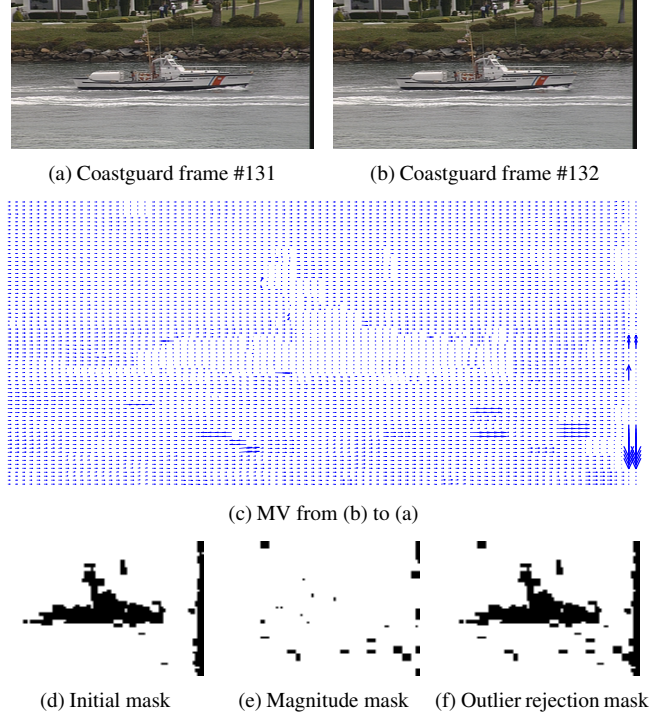 (a) Coastguard frame #131
(b) Coastguard frame #132
(c) MV from (b) to (a)
(d) Initial mask
(e) Magnitude mask
(f) Outlier rejection mask